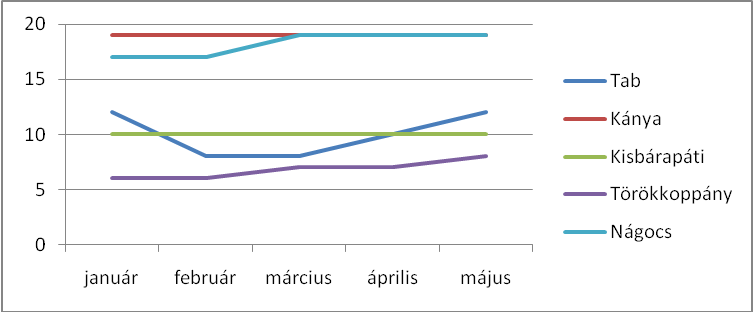 20
15
10
5
0
január február március április május
Tab
Kánya
Kisbárapáti
Törökkoppány
Nágocs